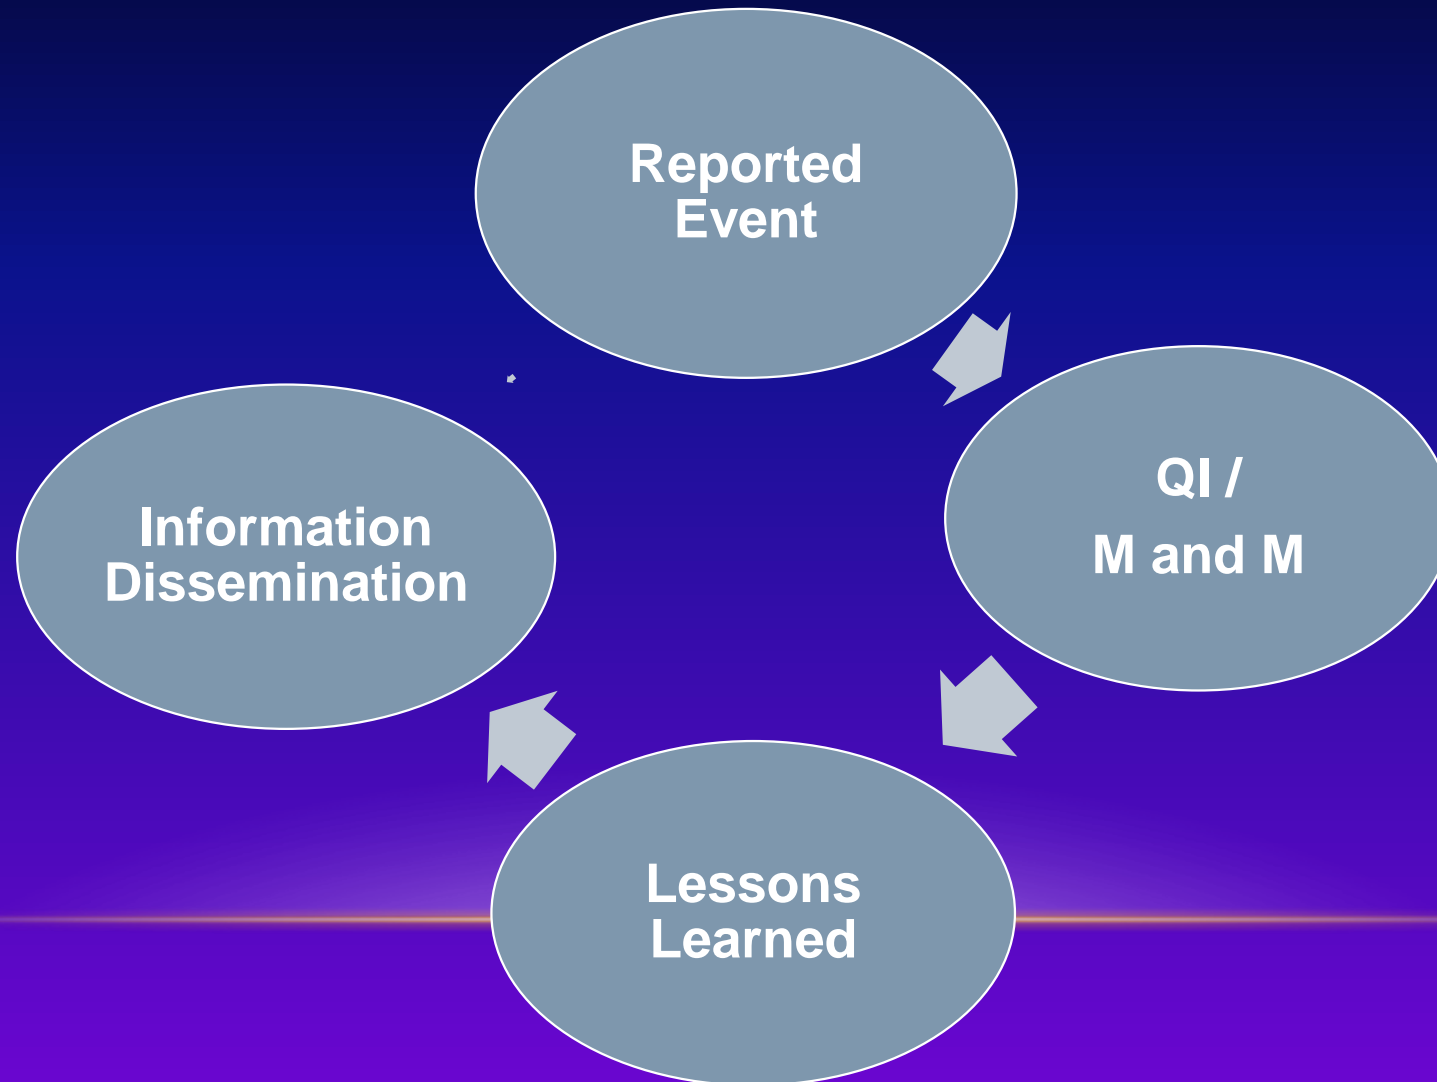 Reported
Event
QI /
M and M
Information
Dissemination
Lessons
Learned